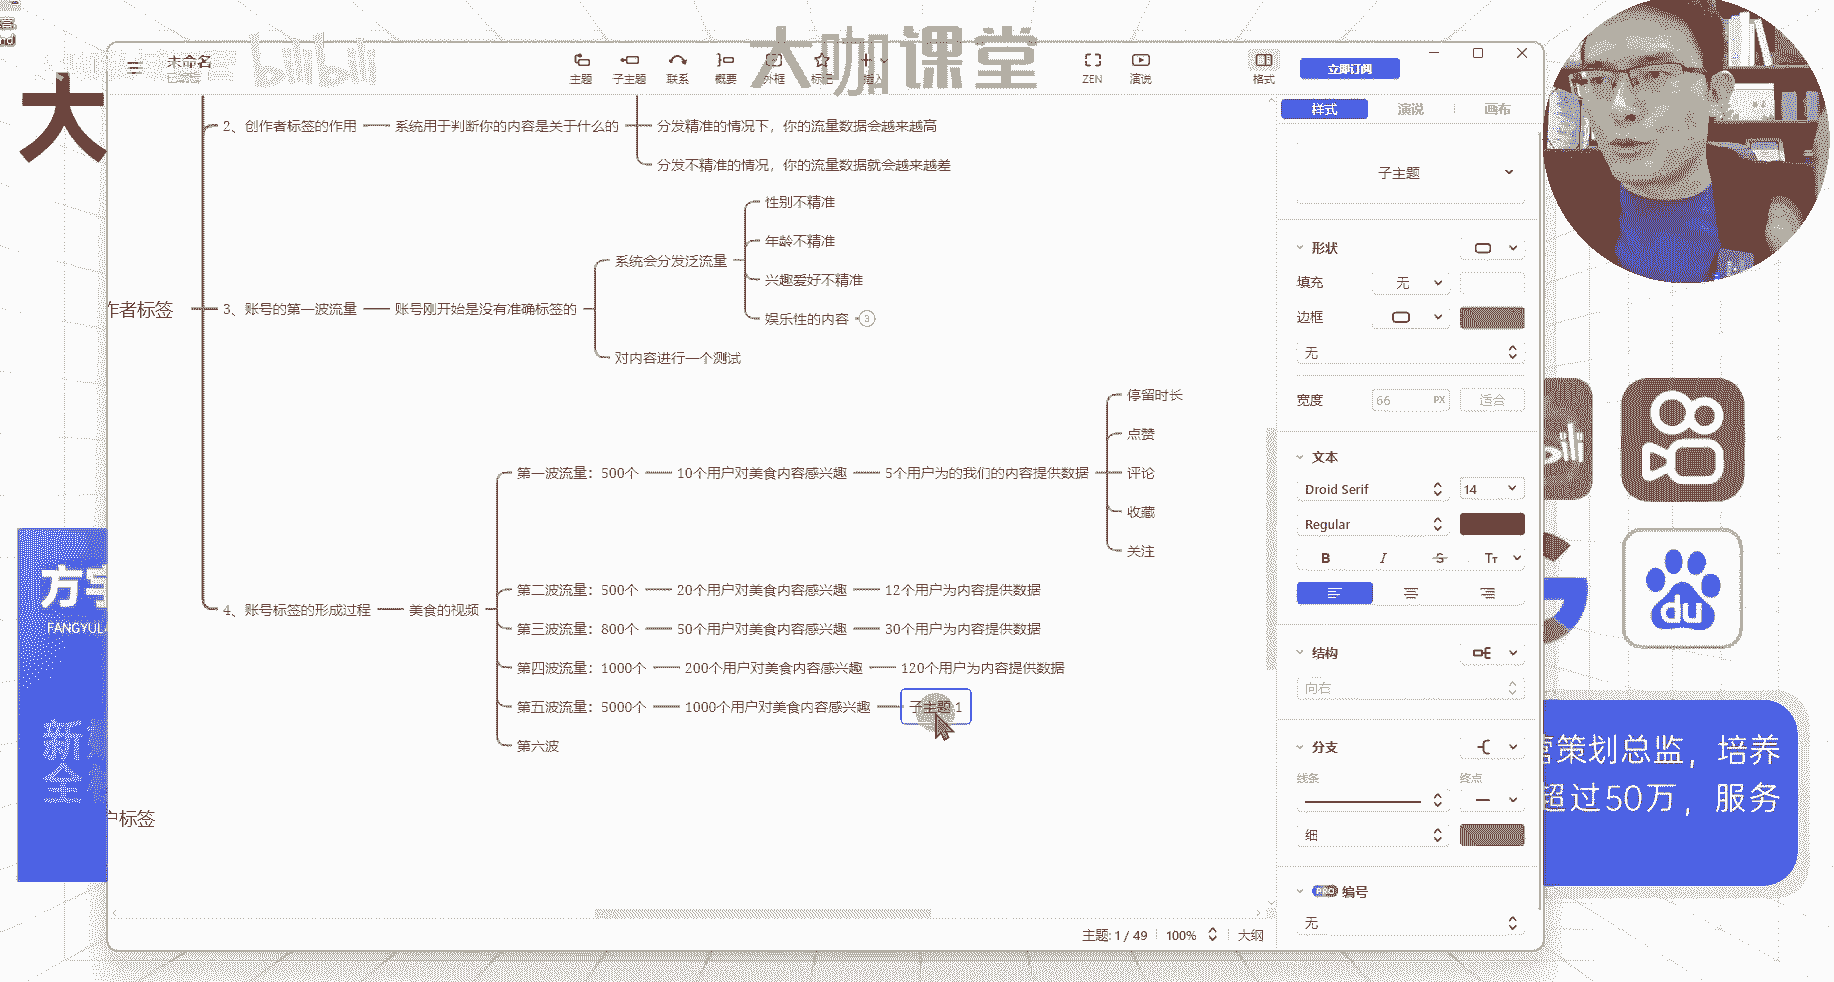 大咖课堂
bilibili
未命名
已编辑
主题
子主题
联系
概要
外框
标记
插入
ZEN
演说
格式
立即订阅
大
2、创作者标签的作用
系统用于判断你的内容是关于什么的
分发精准的情况下，你的流量数据会越来越高
分发不精准的情况，你的流量数据就会越来越差
作者标签
3、账号的第一波流量
账号刚开始是没有准确标签的
系统会分发泛流量
性别不精准
年龄不精准
兴趣爱好不精准
娱乐性的内容
3
对内容进行一个测试
4、账号标签的形成过程
美食的视频
第一波流量：500个
10个用户对美食内容感兴趣
5个用户为的我们的内容提供数据
停留时长
点赞
评论
收藏
关注
第二波流量：500个
20个用户对美食内容感兴趣
12个用户为内容提供数据
第三波流量：800个
50个用户对美食内容感兴趣
30个用户为内容提供数据
第四波流量：1000个
200个用户对美食内容感兴趣
120个用户为内容提供数据
第五波流量：5000个
1000个用户对美食内容感兴趣
子主题 1
第六波
户标签
主题: 1 / 49
100%
大纲
样式
演说
画布
子主题
形状
填充
无
边框
无
宽度
66
PX
适合
文本
Droid Serif
14
Regular
B
I
S
Tт
结构
向右
分支
线条
终点
细
PRO
编号
无
FANGYU
bili
du
营策划总监，培养
超过50万，服务